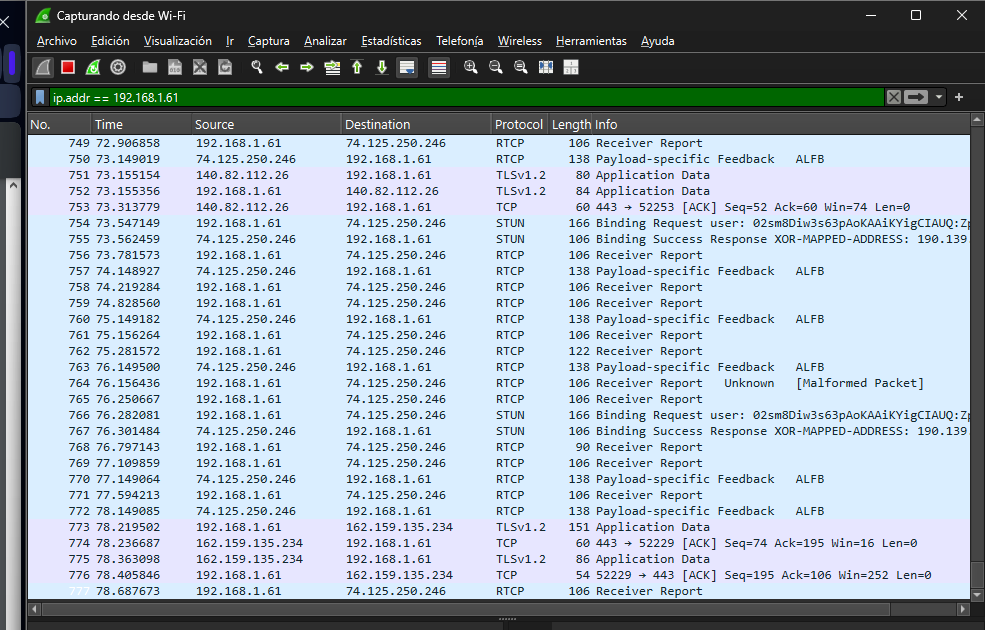 Capturando desde Wi-Fi
Archivo Edición Visualización Ir Captura Analizar Estadísticas Telefonía Wireless Herramientas Ayuda
ip.addr == 192.168.1.61
No. Time Source Destination Protocol Length Info
749 72.906858 192.168.1.61 74.125.250.246 RTCP 106 Receiver Report
750 73.149019 74.125.250.246 192.168.1.61 RTCP 138 Payload-specific Feedback ALFB
751 73.155154 140.82.112.26 192.168.1.61 TLSv1.2 80 Application Data
752 73.155356 192.168.1.61 140.82.112.26 TLSv1.2 84 Application Data
753 73.313779 140.82.112.26 192.168.1.61 TCP 60 443 → 52253 [ACK] Seq=52 Ack=60 Win=74 Len=0
754 73.547149 192.168.1.61 74.125.250.246 STUN 166 Binding Request user: 02sm8Diw3s63pAoKAAiKYigCIAUQ:Zp
755 73.562459 74.125.250.246 192.168.1.61 STUN 106 Binding Success Response XOR-MAPPED-ADDRESS: 190.139.
756 73.781573 192.168.1.61 74.125.250.246 RTCP 106 Receiver Report
757 74.148927 74.125.250.246 192.168.1.61 RTCP 138 Payload-specific Feedback ALFB
758 74.219284 192.168.1.61 74.125.250.246 RTCP 106 Receiver Report
759 74.828560 192.168.1.61 74.125.250.246 RTCP 106 Receiver Report
760 75.149182 74.125.250.246 192.168.1.61 RTCP 138 Payload-specific Feedback ALFB
761 75.156264 192.168.1.61 74.125.250.246 RTCP 106 Receiver Report
762 75.281572 192.168.1.61 74.125.250.246 RTCP 122 Receiver Report
763 76.149500 74.125.250.246 192.168.1.61 RTCP 138 Payload-specific Feedback ALFB
764 76.156436 192.168.1.61 74.125.250.246 RTCP 106 Receiver Report Unknown [Malformed Packet]
765 76.250667 192.168.1.61 74.125.250.246 RTCP 106 Receiver Report
766 76.282081 192.168.1.61 74.125.250.246 STUN 166 Binding Request user: 02sm8Diw3s63pAoKAAiKYigCIAUQ:Zp
767 76.301484 74.125.250.246 192.168.1.61 STUN 106 Binding Success Response XOR-MAPPED-ADDRESS: 190.139.
768 76.797143 192.168.1.61 74.125.250.246 RTCP 90 Receiver Report
769 77.109859 192.168.1.61 74.125.250.246 RTCP 106 Receiver Report
770 77.149064 74.125.250.246 192.168.1.61 RTCP 138 Payload-specific Feedback ALFB
771 77.594213 192.168.1.61 74.125.250.246 RTCP 106 Receiver Report
772 78.149085 74.125.250.246 192.168.1.61 RTCP 138 Payload-specific Feedback ALFB
773 78.219502 192.168.1.61 162.159.135.234 TLSv1.2 151 Application Data
774 78.236687 162.159.135.234 192.168.1.61 TCP 60 443 → 52229 [ACK] Seq=74 Ack=195 Win=16 Len=0
775 78.363098 162.159.135.234 192.168.1.61 TLSv1.2 86 Application Data
776 78.405846 192.168.1.61 162.159.135.234 TCP 54 52229 → 443 [ACK] Seq=195 Ack=106 Win=252 Len=0
777 78.687673 192.168.1.61 74.125.250.246 RTCP 106 Receiver Report